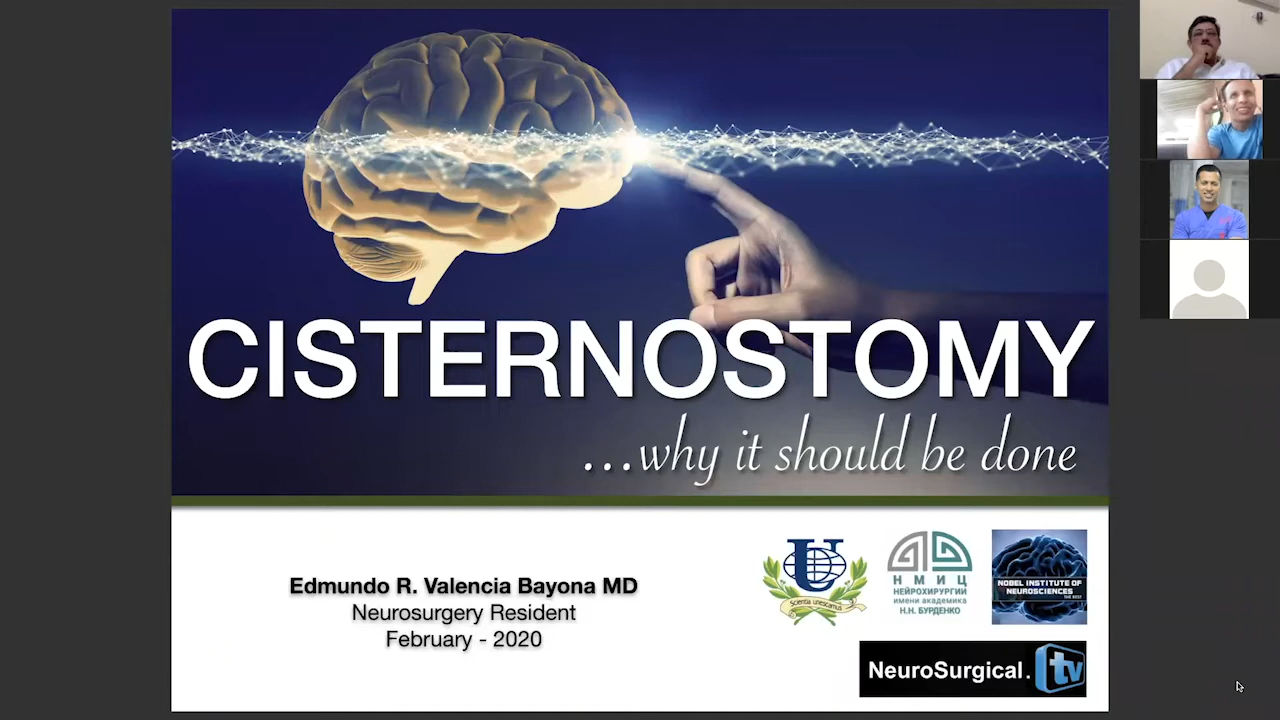 CISTERNOSTOMY
...why it should be done
Edmundo R. Valencia Bayona MD
Neurosurgery Resident
February - 2020
U
Scientia unescamus
НМИЦ
НЕЙРОХИРУРГИИ
имени академика
Н.Н. БУРДЕНКО
NOBEL INSTITUTE OF
NEUROSCIENCES
NeuroSurgical.tv